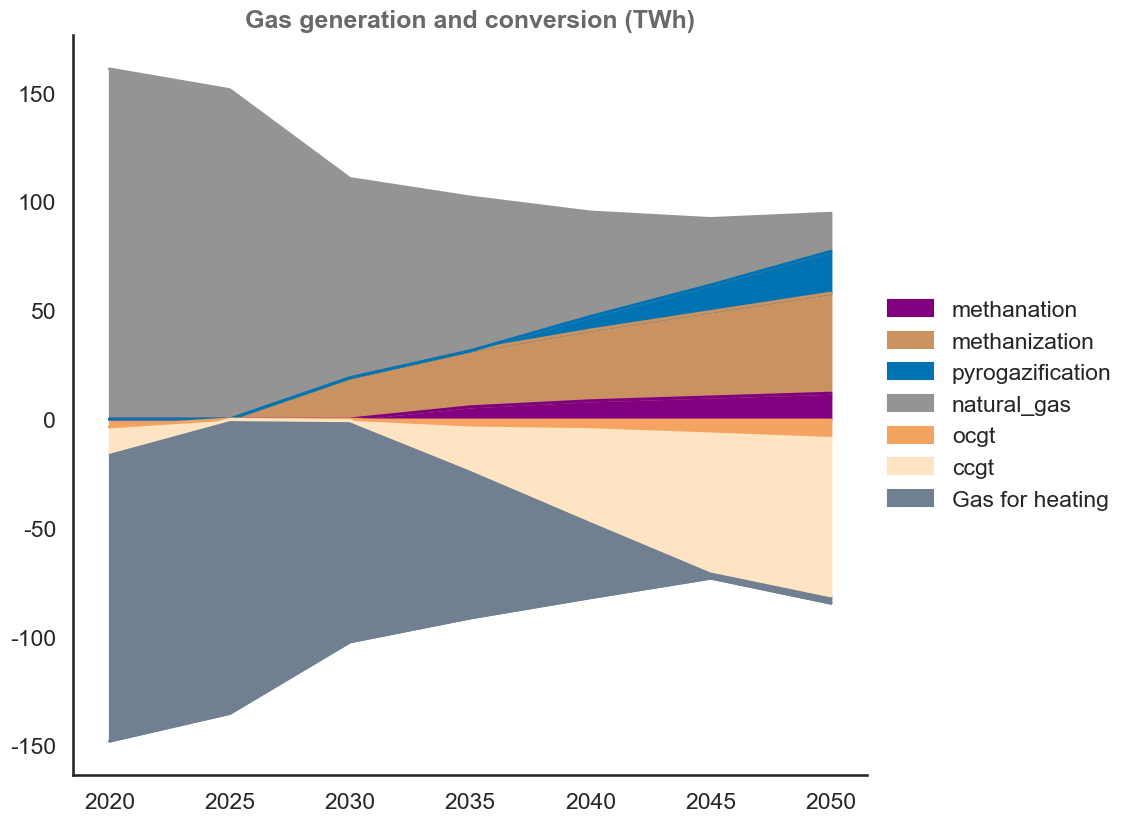 Gas generation and conversion (TWh)
150
100
50
0
-50
-100
-150
2020 2025 2030 2035 2040 2045 2050
methanation
methanization
pyrogazification
natural_gas
ocgt
ccgt
Gas for heating